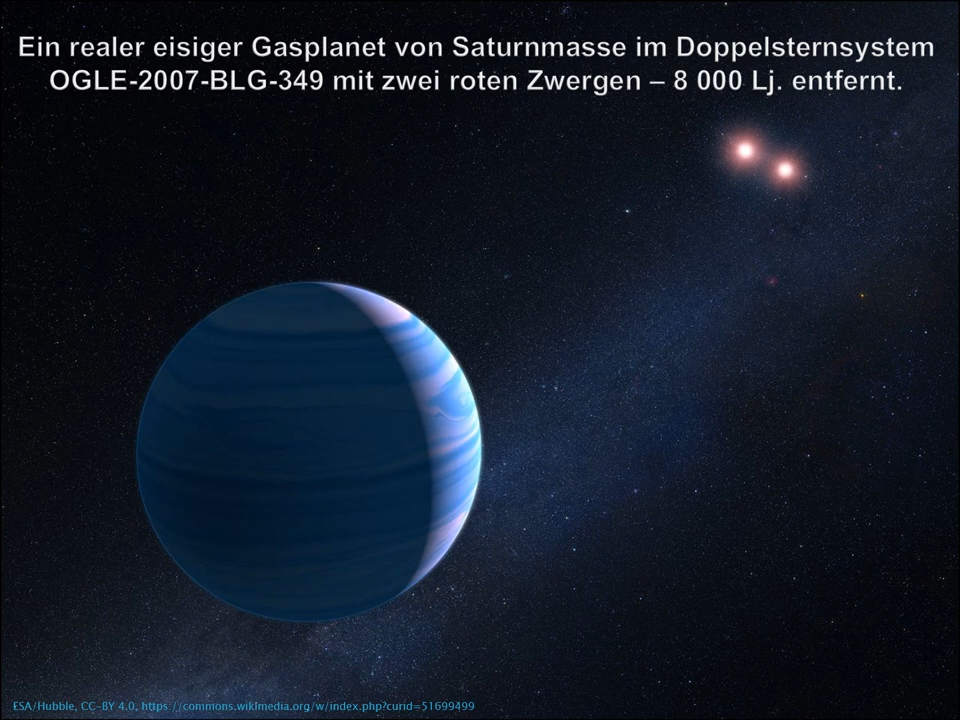 Ein realer eisiger Gasplanet von Saturnmasse im Doppelsternsystem
OGLE-2007-BLG-349 mit zwei roten Zwergen – 8 000 Lj. entfernt.
ESA/Hubble, CC-BY 4.0, https://commons.wikimedia.org/w/index.php?curid=51699499